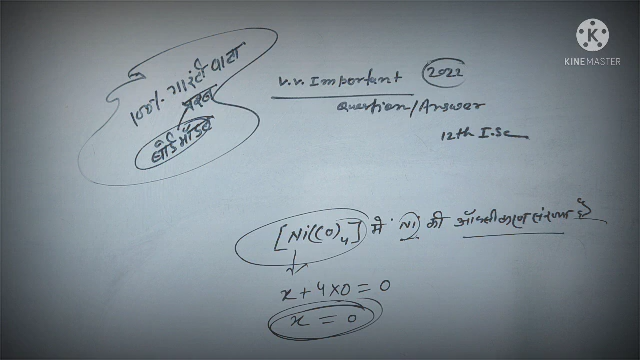 100% गारंटी वाला
प्रश्न
बोर्ड मॉडल
V.V. Important 2022
Question/Answer
12th I.Sc
[Ni(CO)4] में Ni की ऑक्सीकरण संख्या है
x + 4×0 = 0
x = 0
KINEMASTER